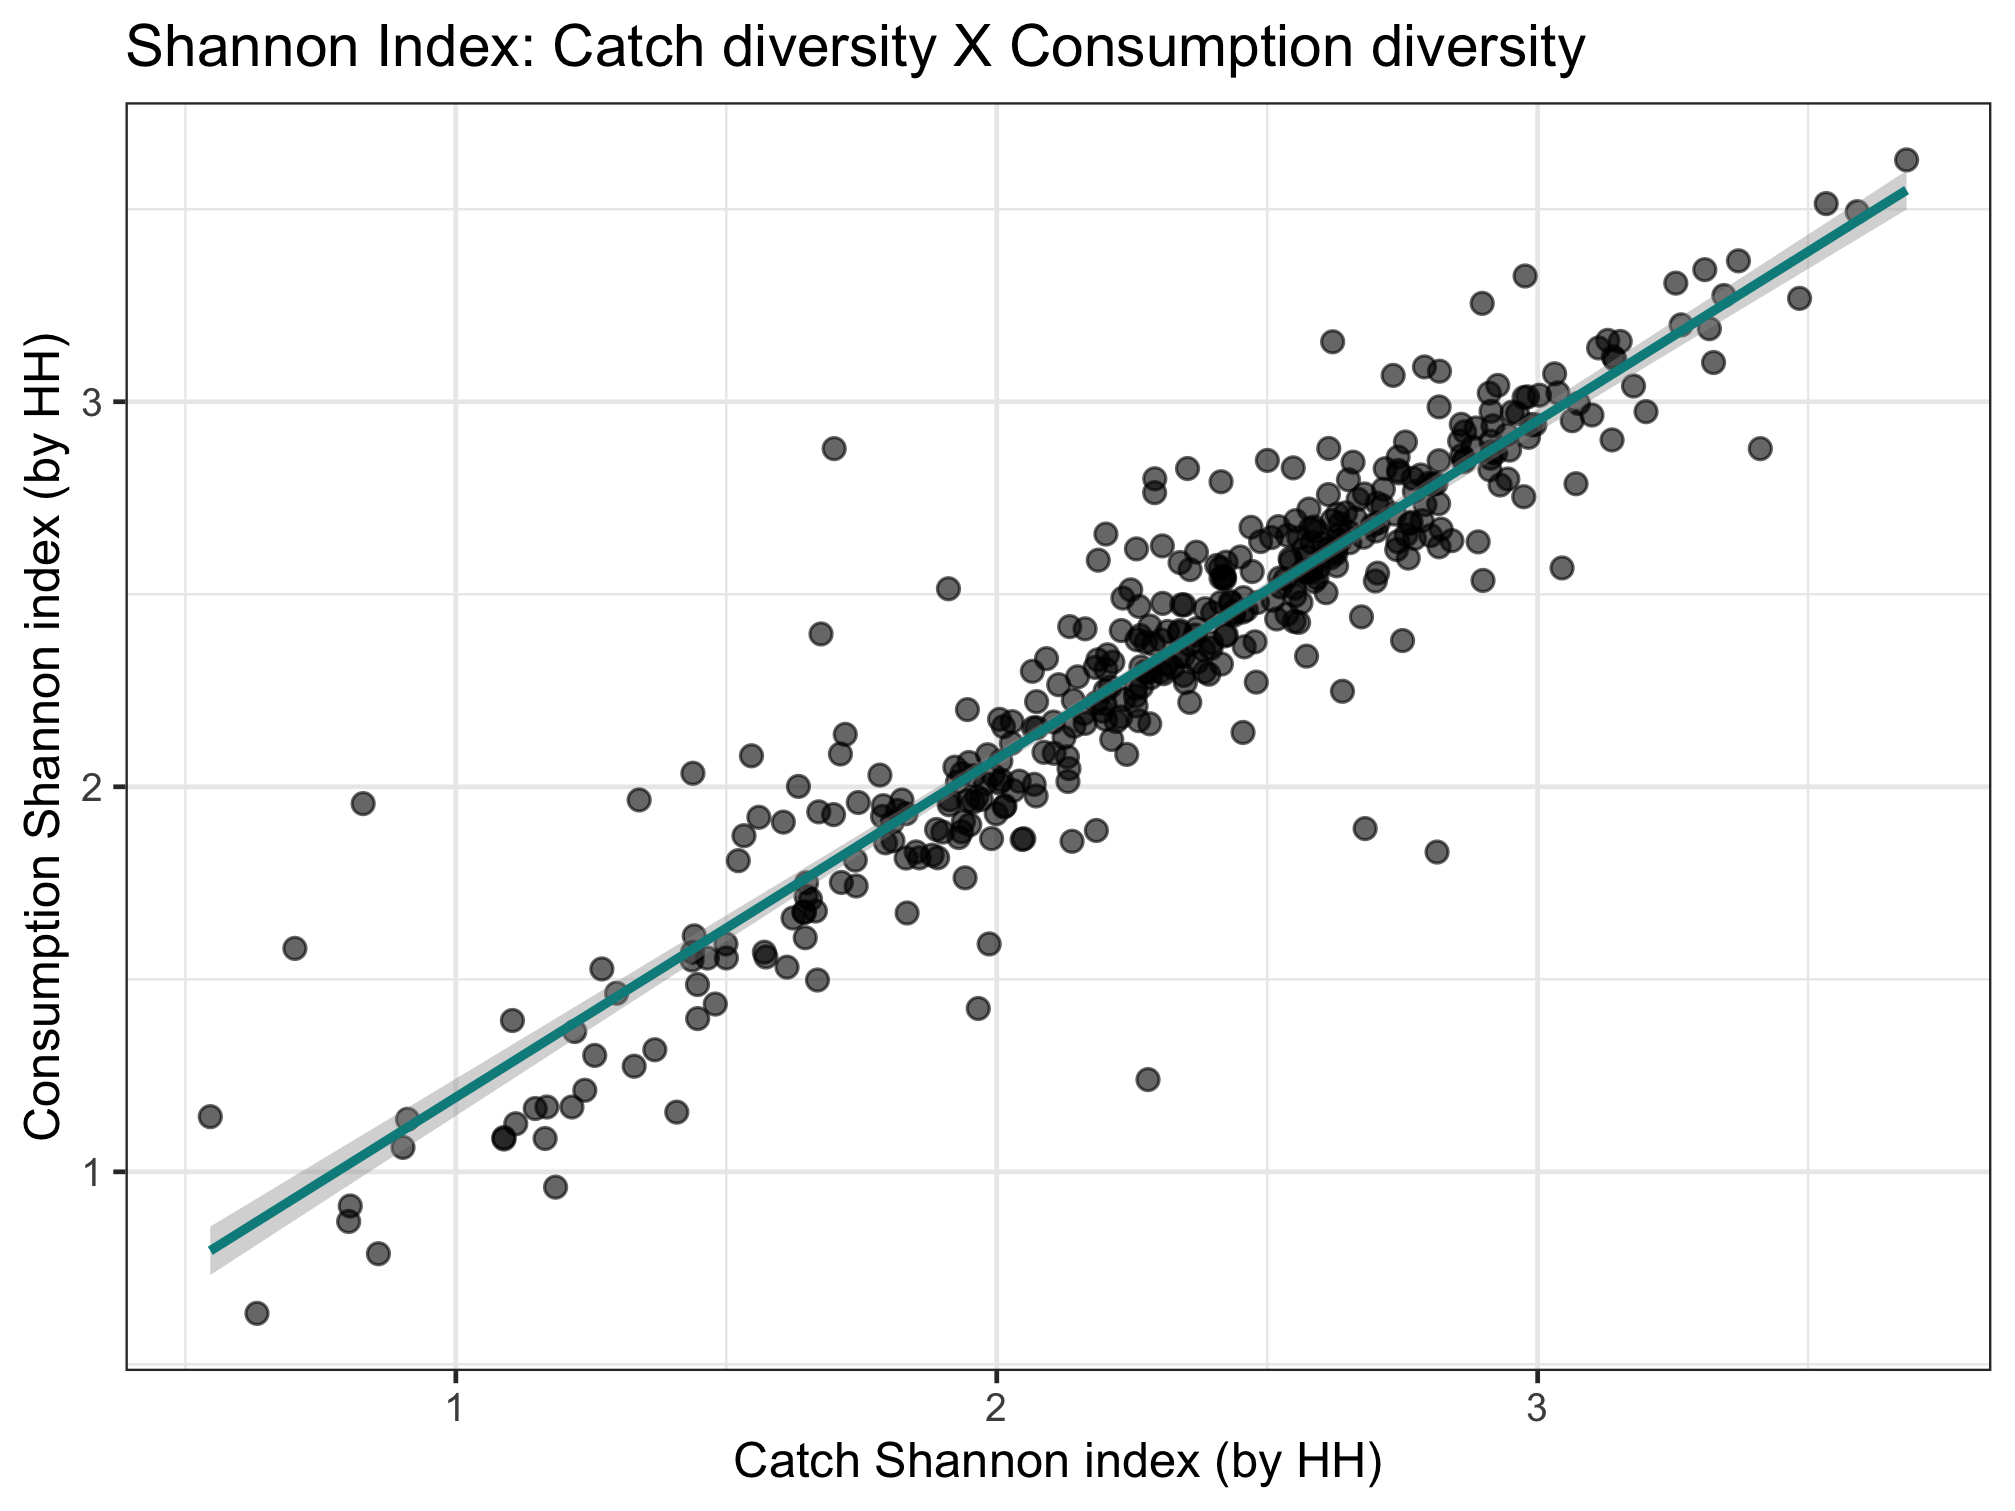 Shannon Index: Catch diversity X Consumption diversity
Consumption Shannon index (by HH)
3
2
1
1 2 3
Catch Shannon index (by HH)